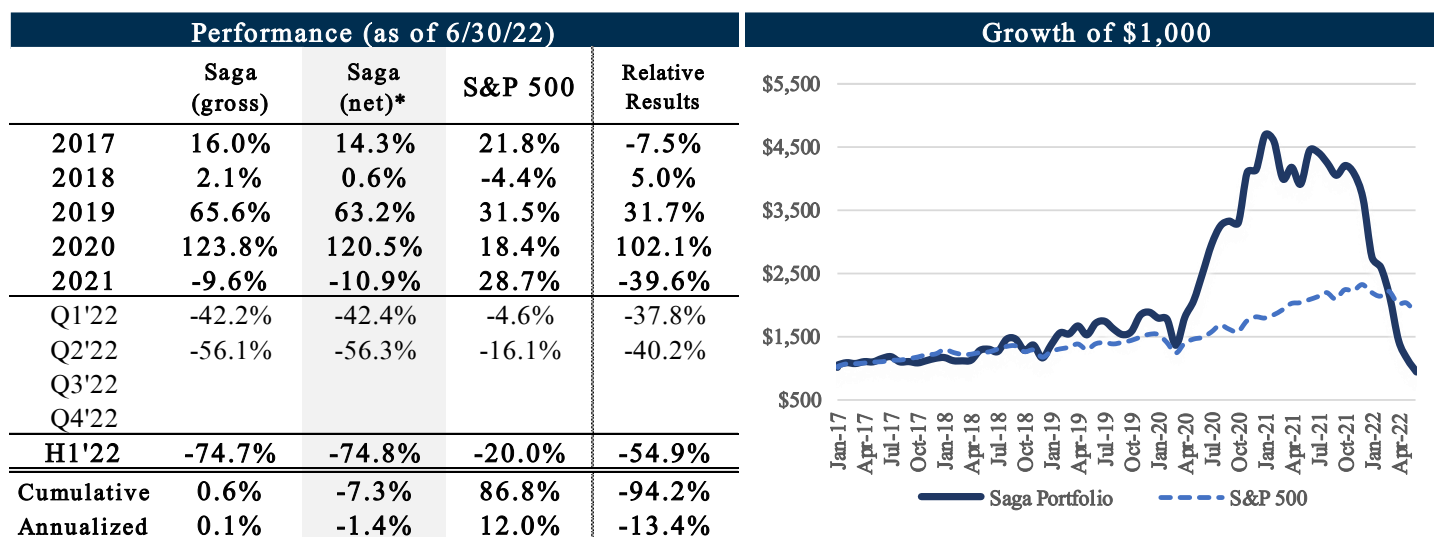 Performance (as of 6/30/22)
Saga (gross) Saga (net)* S&P 500 Relative Results
2017 16.0% 14.3% 21.8% -7.5%
2018 2.1% 0.6% -4.4% 5.0%
2019 65.6% 63.2% 31.5% 31.7%
2020 123.8% 120.5% 18.4% 102.1%
2021 -9.6% -10.9% 28.7% -39.6%
Q1'22 -42.2% -42.4% -4.6% -37.8%
Q2'22 -56.1% -56.3% -16.1% -40.2%
Q3'22
Q4'22
H1'22 -74.7% -74.8% -20.0% -54.9%
Cumulative 0.6% -7.3% 86.8% -94.2%
Annualized 0.1% -1.4% 12.0% -13.4%
Growth of $1,000
$5,500
$4,500
$3,500
$2,500
$1,500
$500
Jan-17 Apr-17 Jul-17 Oct-17 Jan-18 Apr-18 Jul-18 Oct-18 Jan-19 Apr-19 Jul-19 Oct-19 Jan-20 Apr-20 Jul-20 Oct-20 Jan-21 Apr-21 Jul-21 Oct-21 Jan-22 Apr-22
Saga Portfolio S&P 500